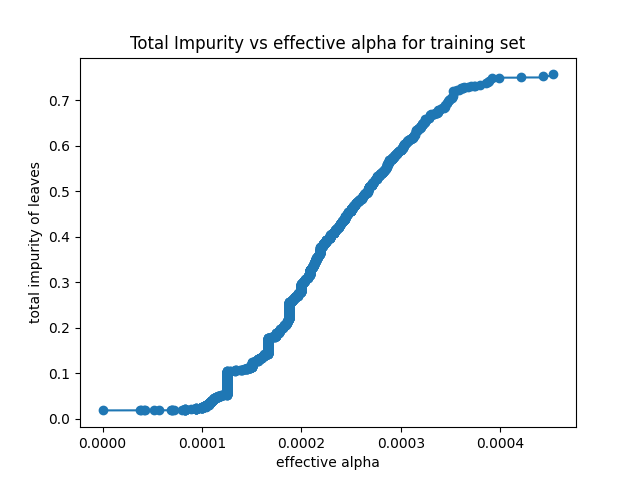 Total Impurity vs effective alpha for training set
total impurity of leaves
0.7
0.6
0.5
0.4
0.3
0.2
0.1
0.0
0.0000 0.0001 0.0002 0.0003 0.0004
effective alpha